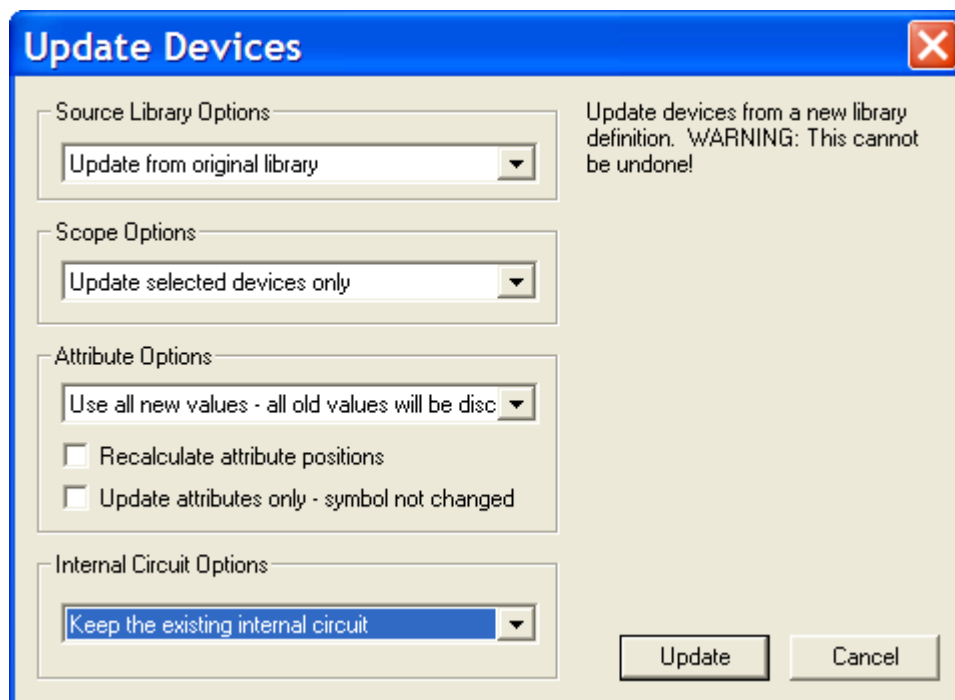 Update Devices
Source Library Options
Update from original library
Update devices from a new library
definition.  WARNING: This cannot
be undone!
Scope Options
Update selected devices only
Attribute Options
Use all new values - all old values will be disc
Recalculate attribute positions
Update attributes only - symbol not changed
Internal Circuit Options
Keep the existing internal circuit
Update
Cancel